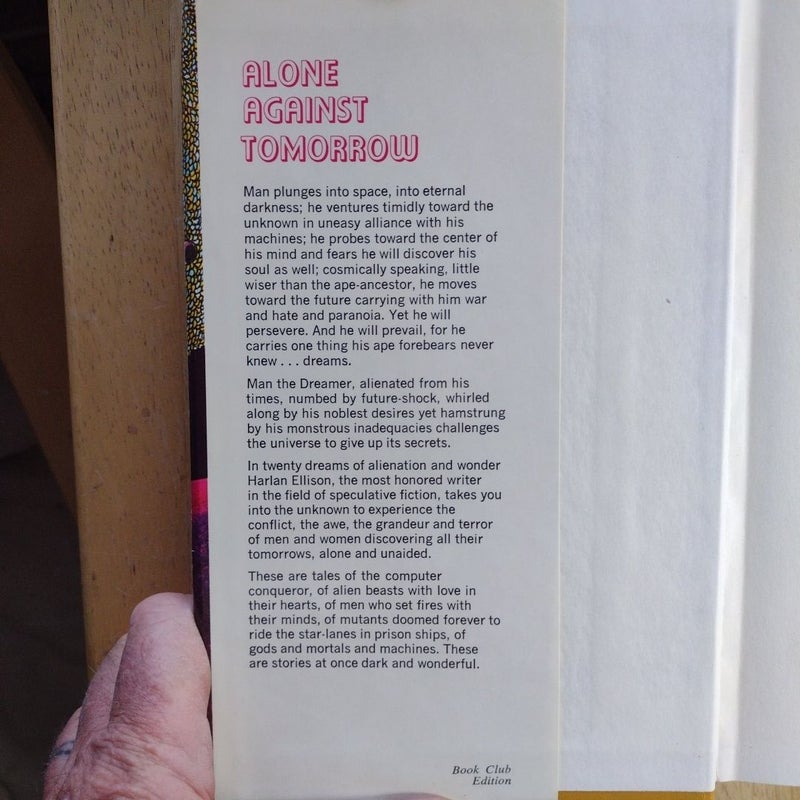 ALONE
AGAINST
TOMORROW
Man plunges into space, into eternal
darkness; he ventures timidly toward the
unknown in uneasy alliance with his
machines; he probes toward the center of
his mind and fears he will discover his
soul as well; cosmically speaking, little
wiser than the ape-ancestor, he moves
toward the future carrying with him war
and hate and paranoia. Yet he will
persevere. And he will prevail, for he
carries one thing his ape forebears never
knew . . . dreams.
Man the Dreamer, alienated from his
times, numbed by future-shock, whirled
along by his noblest desires yet hamstrung
by his monstrous inadequacies challenges
the universe to give up its secrets.
In twenty dreams of alienation and wonder
Harlan Ellison, the most honored writer
in the field of speculative fiction, takes you
into the unknown to experience the
conflict, the awe, the grandeur and terror
of men and women discovering all their
tomorrows, alone and unaided.
These are tales of the computer
conqueror, of alien beasts with love in
their hearts, of men who set fires with
their minds, of mutants doomed forever to
ride the star-lanes in prison ships, of
gods and mortals and machines. These
are stories at once dark and wonderful.
Book Club
Edition